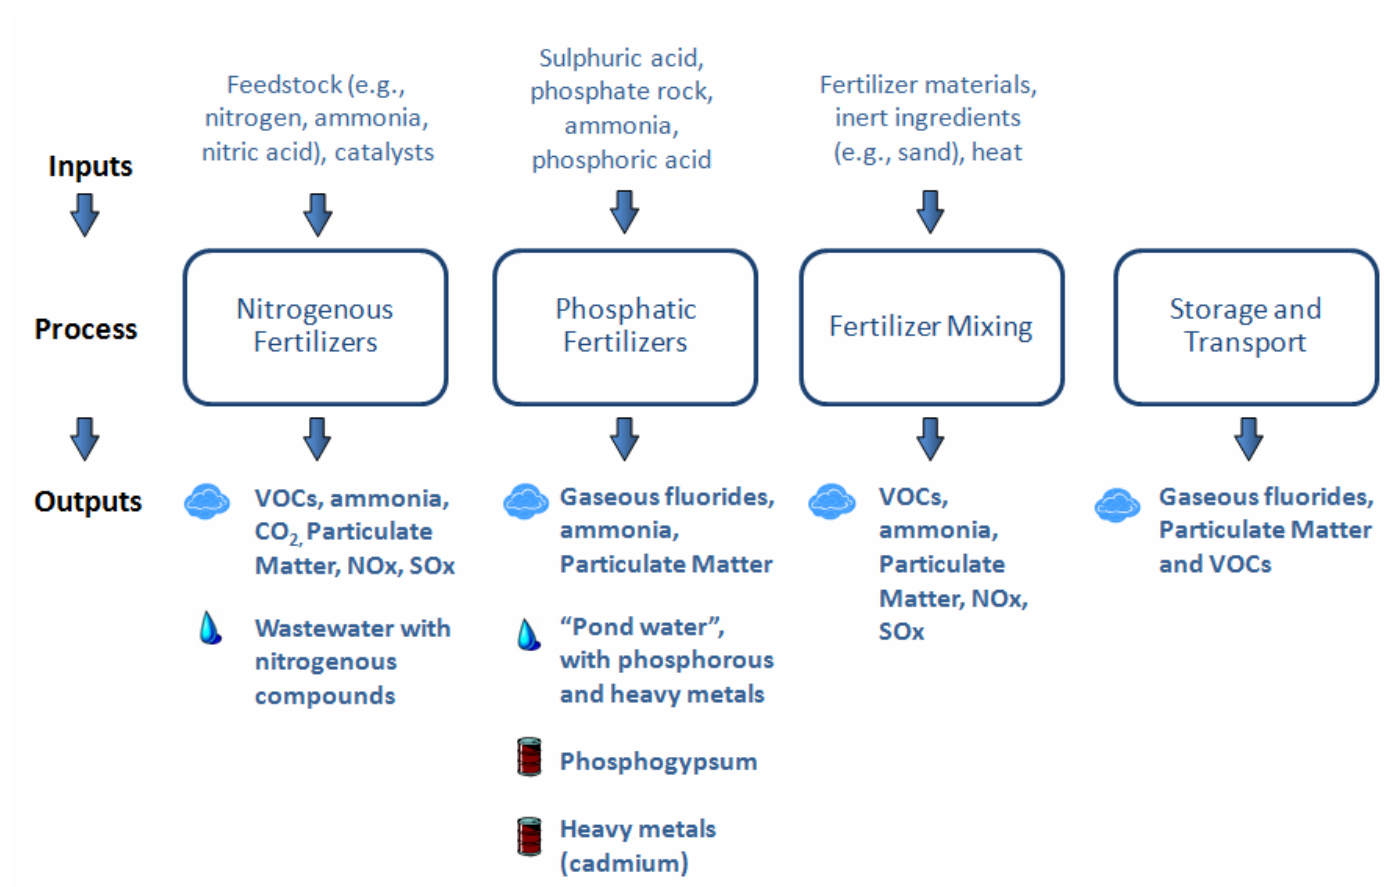 Inputs
Feedstock (e.g.,
nitrogen, ammonia,
nitric acid), catalysts
Sulphuric acid,
phosphate rock,
ammonia,
phosphoric acid
Fertilizer materials,
inert ingredients
(e.g., sand), heat
Process
Nitrogenous
Fertilizers
Phosphatic
Fertilizers
Fertilizer Mixing
Storage and
Transport
Outputs
VOCs, ammonia,
CO2, Particulate
Matter, NOx, SOx
Wastewater with
nitrogenous
compounds
Gaseous fluorides,
ammonia,
Particulate Matter
“Pond water”,
with phosphorous
and heavy metals
Phosphogypsum
Heavy metals
(cadmium)
VOCs,
ammonia,
Particulate
Matter, NOx,
SOx
Gaseous fluorides,
Particulate Matter
and VOCs